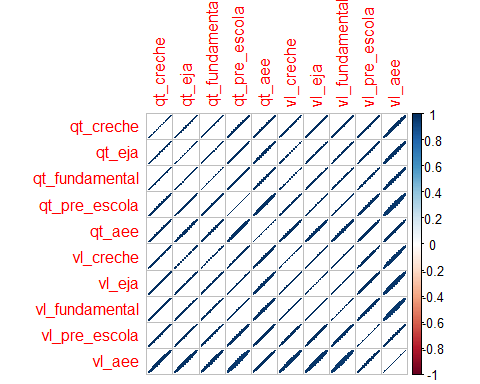 qt_creche
qt_eja
qt_fundamental
qt_pre_escola
qt_aee
vl_creche
vl_eja
vl_fundamental
vl_pre_escola
vl_aee
qt_creche
qt_eja
qt_fundamental
qt_pre_escola
qt_aee
vl_creche
vl_eja
vl_fundamental
vl_pre_escola
vl_aee
1
0.8
0.6
0.4
0.2
0
-0.2
-0.4
-0.6
-0.8
-1